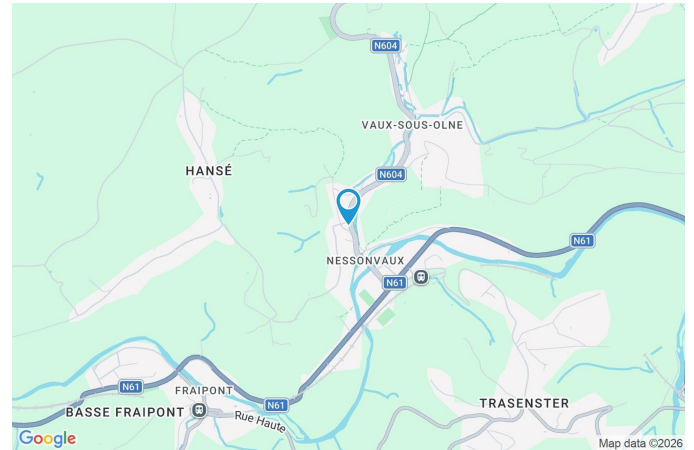 N604
VAUX-SOUS-OLNE
HANSÉ
N604
N61
NESSONVAUX
N61
N61
FRAIPONT
TRASENSTER
BASSE FRAIPONT
N61
Rue Haute
Google
Map data ©2026